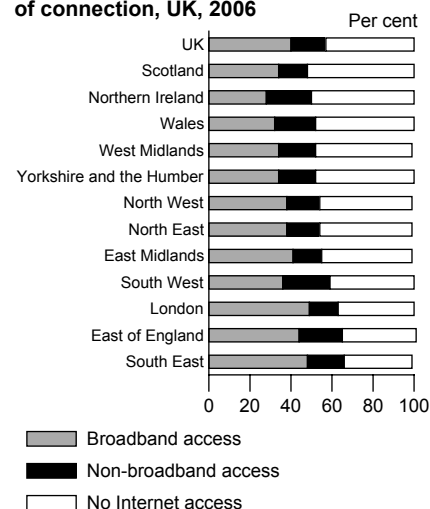 of connection, UK, 2006
Per cent
UK
Scotland
Northern Ireland
Wales
West Midlands
Yorkshire and the Humber
North West
North East
East Midlands
South West
London
East of England
South East
0 20 40 60 80 100
Broadband access
Non-broadband access
No Internet access